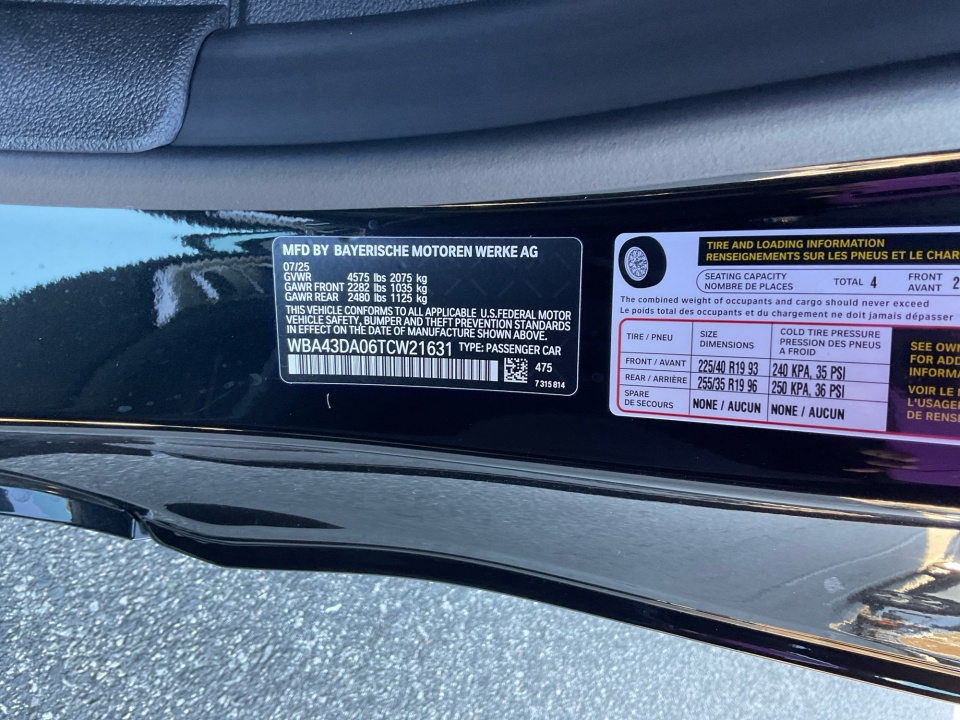 MFD BY BAYERISCHE MOTOREN WERKE AG
07/25
GVWR 4575 lbs 2075 kg
GAWR FRONT 2282 lbs 1035 kg
GAWR REAR 2480 lbs 1125 kg
THIS VEHICLE CONFORMS TO ALL APPLICABLE U.S.FEDERAL MOTOR
VEHICLE SAFETY, BUMPER AND THEFT PREVENTION STANDARDS
IN EFFECT ON THE DATE OF MANUFACTURE SHOWN ABOVE.
WBA43DA06TCW21631 TYPE: PASSENGER CAR
475
7 315 814
TIRE AND LOADING INFORMATION
RENSEIGNEMENTS SUR LES PNEUS ET LE CHAR
SEATING CAPACITY
NOMBRE DE PLACES
TOTAL 4
FRONT
AVANT 2
The combined weight of occupants and cargo should never exceed
Le poids total des occupants et du chargement ne doit jamais dépasser
TIRE / PNEU
SIZE
DIMENSIONS
COLD TIRE PRESSURE
PRESSION DES PNEUS
A FROID
FRONT / AVANT 225/40 R19 93 240 KPA, 35 PSI
REAR / ARRIÈRE 255/35 R19 96 250 KPA, 36 PSI
SPARE
DE SECOURS
NONE / AUCUN NONE / AUCUN
SEE OWN
FOR ADD
INFORMA
VOIR LE
L'USAGE
DE RENS